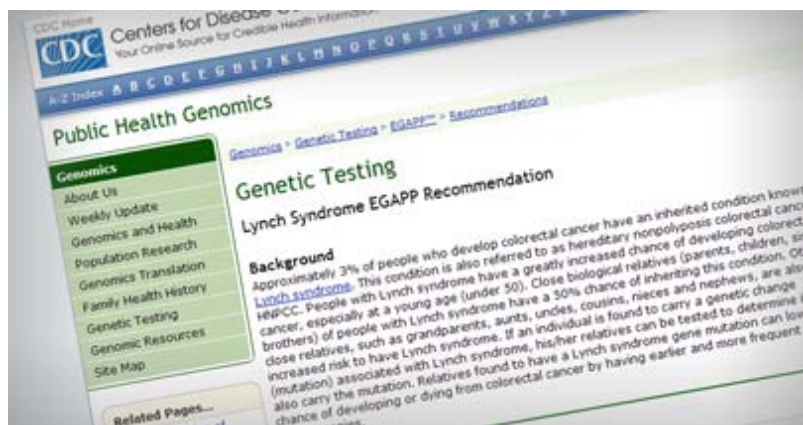 CDC Home
CDC
Centers for Disease
Your Online Source for Credible Health Information
A-Z Index A B C D E F G H I J K L M N O P Q R S T U V W X Y Z
Public Health Genomics
Genomics
About Us
Weekly Update
Genomics and Health
Population Research
Genomics Translation
Family Health History
Genetic Testing
Genomic Resources
Site Map
Related Pages...
Genomics > Genetic Testing > EGAPP™ > Recommendations
Genetic Testing
Lynch Syndrome EGAPP Recommendation
Background
Approximately 3% of people who develop colorectal cancer have an inherited condition known
Lynch syndrome. This condition is also referred to as hereditary nonpolyposis colorectal canc
HNPCC. People with Lynch syndrome have a greatly increased chance of developing colorect
cancer, especially at a young age (under 50). Close biological relatives (parents, children, sis
brothers) of people with Lynch syndrome have a 50% chance of inheriting this condition. Ot
close relatives, such as grandparents, aunts, uncles, cousins, nieces and nephews, are als
increased risk to have Lynch syndrome. If an individual is found to carry a genetic change
(mutation) associated with Lynch syndrome, his/her relatives can be tested to determine i
also carry the mutation. Relatives found to have a Lynch syndrome gene mutation can low
chance of developing or dying from colorectal cancer by having earlier and more frequent